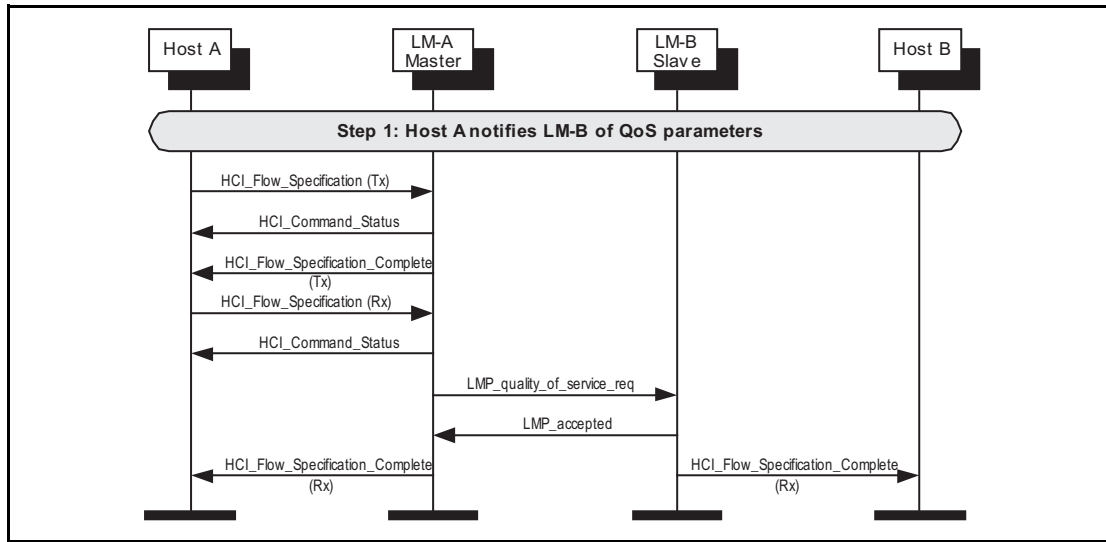 Host A
LM-A
Master
LM-B
Slave
Host B
Step 1: Host A notifies LM-B of QoS parameters
HCI_Flow_Specification (Tx)
HCI_Command_Status
HCI_Flow_Specification_Complete
(Tx)
HCI_Flow_Specification (Rx)
HCI_Command_Status
LMP_quality_of_service_req
LMP_accepted
HCI_Flow_Specification_Complete
(Rx)
HCI_Flow_Specification_Complete
(Rx)